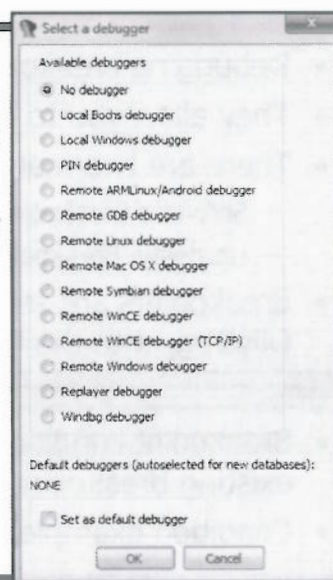 Select a debugger
Available debuggers
No debugger
Local Bochs debugger
Local Windows debugger
PIN debugger
Remote ARMLinux/Android debugger
Remote GDB debugger
Remote Linux debugger
Remote Mac OS X debugger
Remote Symbian debugger
Remote WinCE debugger
Remote WinCE debugger (TCP/IP)
Remote Windows debugger
Replayer debugger
Windbg debugger
Default debuggers (autoselected for new databases):
NONE
Set as default debugger
OK Cancel